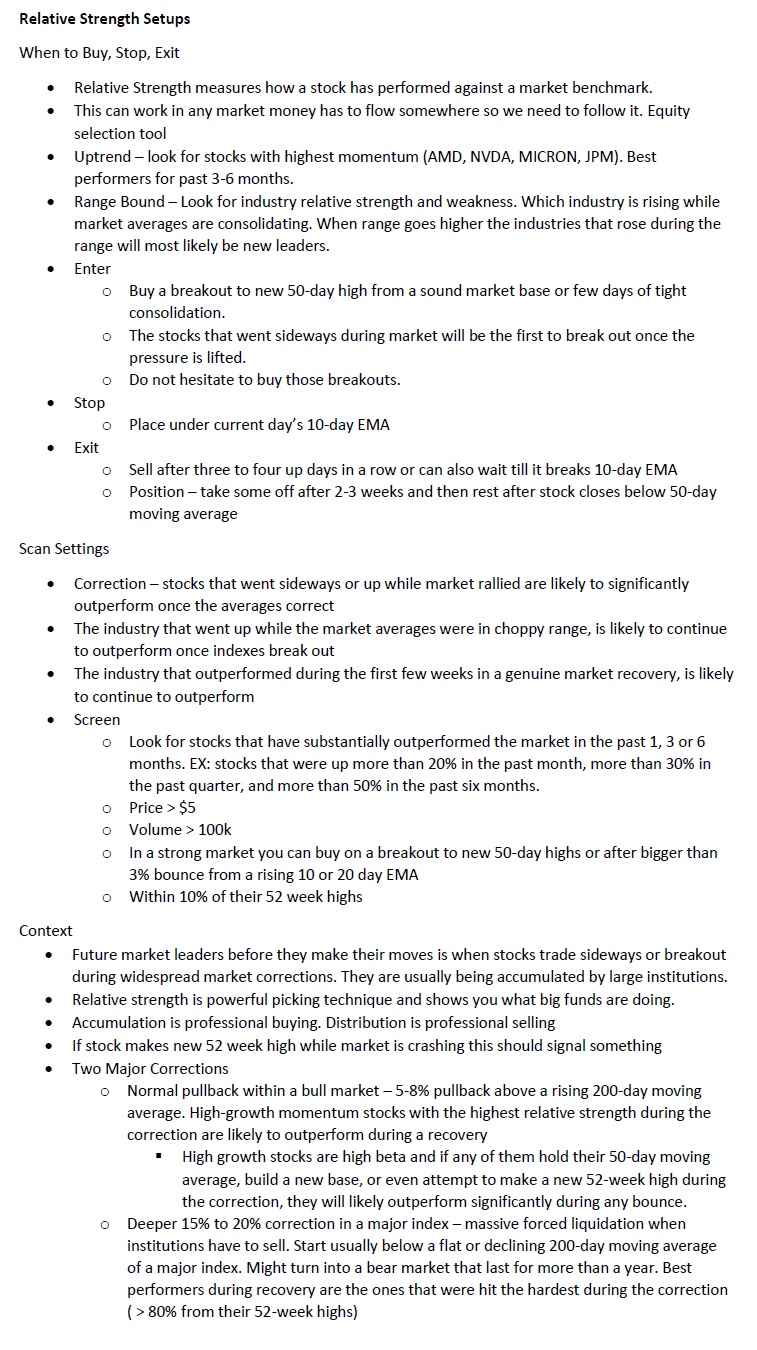 Relative Strength Setups
When to Buy, Stop, Exit
• Relative Strength measures how a stock has performed against a market benchmark.
• This can work in any market money has to flow somewhere so we need to follow it. Equity
selection tool
• Uptrend – look for stocks with highest momentum (AMD, NVDA, MICRON, JPM). Best
performers for past 3-6 months.
• Range Bound – Look for industry relative strength and weakness. Which industry is rising while
market averages are consolidating. When range goes higher the industries that rose during the
range will most likely be new leaders.
• Enter
o Buy a breakout to new 50-day high from a sound market base or few days of tight
consolidation.
o The stocks that went sideways during market will be the first to break out once the
pressure is lifted.
o Do not hesitate to buy those breakouts.
• Stop
o Place under current day's 10-day EMA
• Exit
o Sell after three to four up days in a row or can also wait till it breaks 10-day EMA
o Position – take some off after 2-3 weeks and then rest after stock closes below 50-day
moving average
Scan Settings
• Correction – stocks that went sideways or up while market rallied are likely to significantly
outperform once the averages correct
• The industry that went up while the market averages were in choppy range, is likely to continue
to outperform once indexes break out
• The industry that outperformed during the first few weeks in a genuine market recovery, is likely
to continue to outperform
• Screen
o Look for stocks that have substantially outperformed the market in the past 1, 3 or 6
months. EX: stocks that were up more than 20% in the past month, more than 30% in
the past quarter, and more than 50% in the past six months.
o Price > $5
o Volume > 100k
o In a strong market you can buy on a breakout to new 50-day highs or after bigger than
3% bounce from a rising 10 or 20 day EMA
o Within 10% of their 52 week highs
Context
• Future market leaders before they make their moves is when stocks trade sideways or breakout
during widespread market corrections. They are usually being accumulated by large institutions.
• Relative strength is powerful picking technique and shows you what big funds are doing.
• Accumulation is professional buying. Distribution is professional selling
• If stock makes new 52 week high while market is crashing this should signal something
• Two Major Corrections
o Normal pullback within a bull market – 5-8% pullback above a rising 200-day moving
average. High-growth momentum stocks with the highest relative strength during the
correction are likely to outperform during a recovery
▪ High growth stocks are high beta and if any of them hold their 50-day moving
average, build a new base, or even attempt to make a new 52-week high during
the correction, they will likely outperform significantly during any bounce.
o Deeper 15% to 20% correction in a major index – massive forced liquidation when
institutions have to sell. Start usually below a flat or declining 200-day moving average
of a major index. Might turn into a bear market that last for more than a year. Best
performers during recovery are the ones that were hit the hardest during the correction
( > 80% from their 52-week highs)